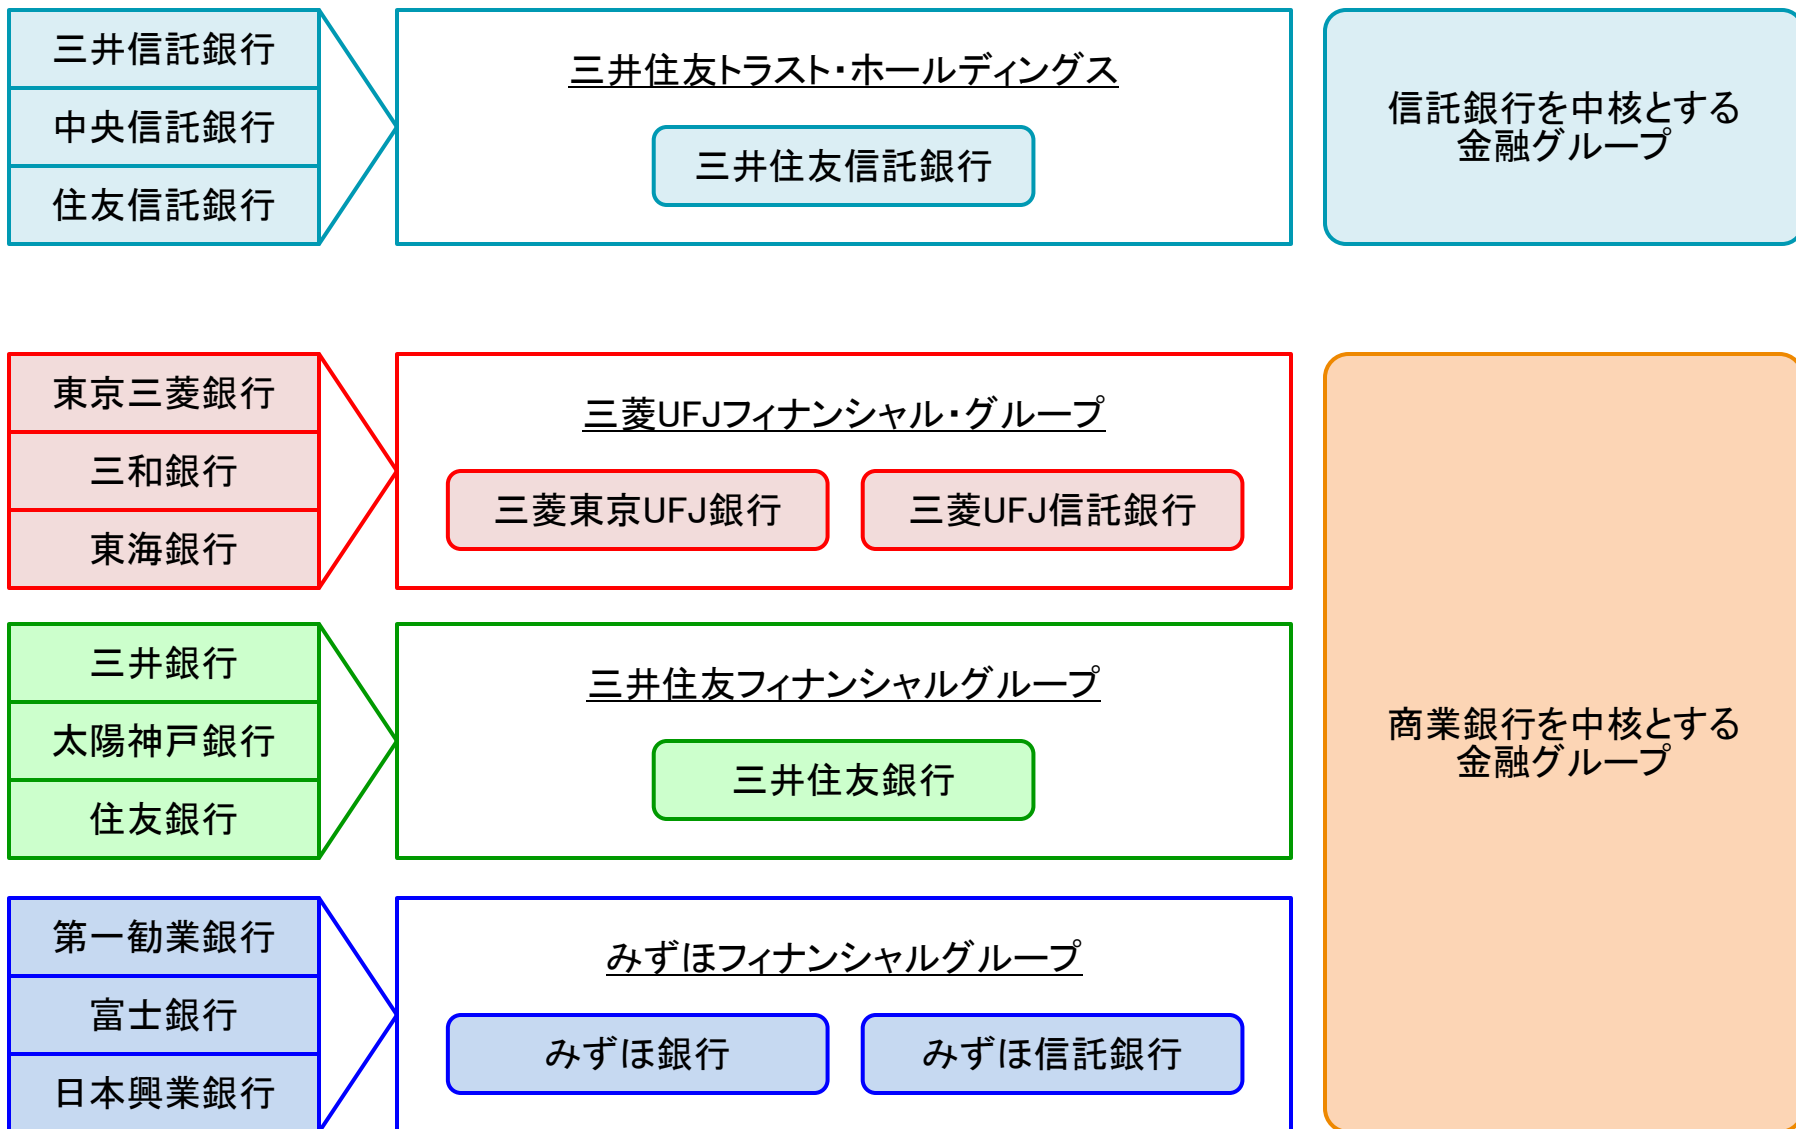 三井信託銀行
中央信託銀行
住友信託銀行
三井住友トラスト・ホールディングス
三井住友信託銀行
信託銀行を中核とする
金融グループ
東京三菱銀行
三和銀行
東海銀行
三菱UFJフィナンシャル・グループ
三菱東京UFJ銀行
三菱UFJ信託銀行
三井銀行
太陽神戸銀行
住友銀行
三井住友フィナンシャルグループ
三井住友銀行
商業銀行を中核とする
金融グループ
第一勧業銀行
富士銀行
日本興業銀行
みずほフィナンシャルグループ
みずほ銀行
みずほ信託銀行